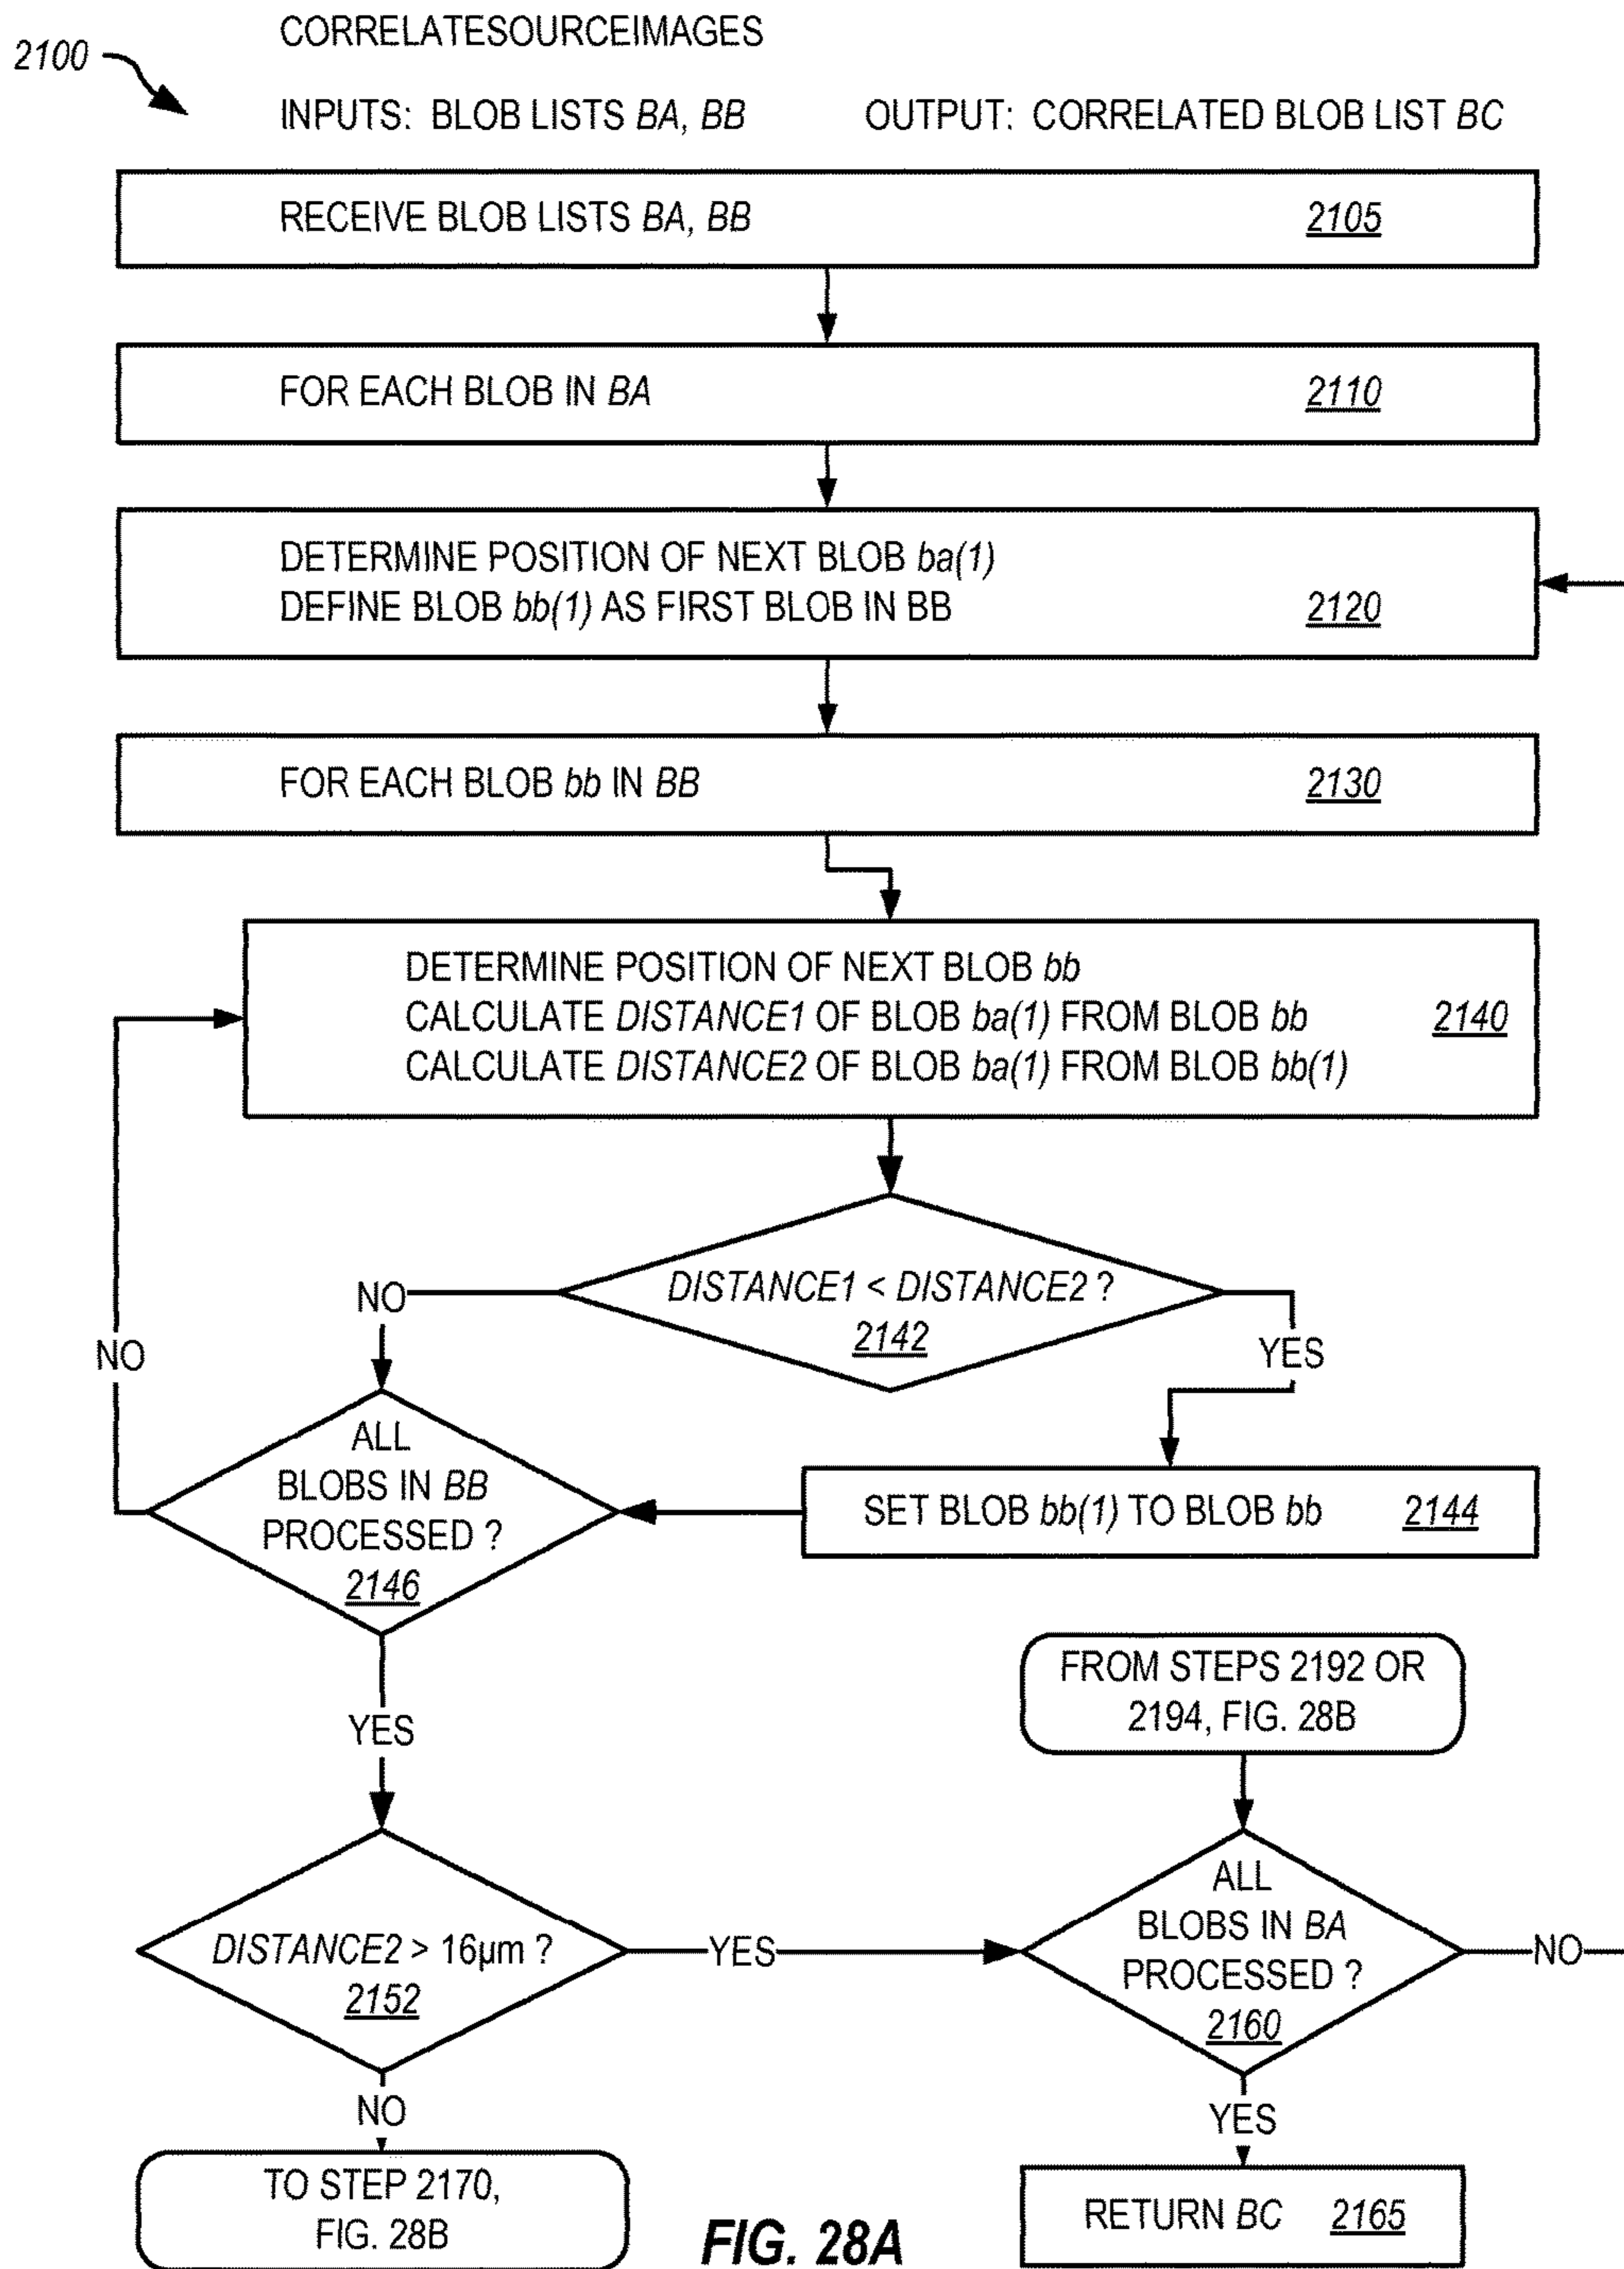 CORRELATESOURCEIMAGES
2100
INPUTS: BLOB LISTS BA, BB OUTPUT: CORRELATED BLOB LIST BC
RECEIVE BLOB LISTS BA, BB 2105
FOR EACH BLOB IN BA 2110
DETERMINE POSITION OF NEXT BLOB ba(1)
DEFINE BLOB bb(1) AS FIRST BLOB IN BB 2120
FOR EACH BLOB bb IN BB 2130
DETERMINE POSITION OF NEXT BLOB bb
CALCULATE DISTANCE1 OF BLOB ba(1) FROM BLOB bb 2140
CALCULATE DISTANCE2 OF BLOB ba(1) FROM BLOB bb(1)
DISTANCE1 < DISTANCE2 ?
2142
NO
YES
NO
ALL
BLOBS IN BB
PROCESSED ?
2146
SET BLOB bb(1) TO BLOB bb 2144
YES
FROM STEPS 2192 OR
2194, FIG. 28B
DISTANCE2 > 16µm ?
2152
YES
ALL
BLOBS IN BA
PROCESSED ?
2160
NO
NO
YES
TO STEP 2170,
FIG. 28B
RETURN BC 2165
FIG. 28A